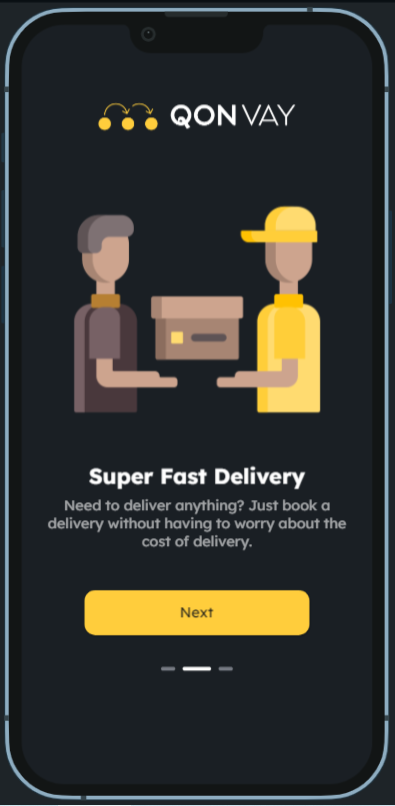 QONVAY
Super Fast Delivery
Need to deliver anything? Just book a
delivery without having to worry about the
cost of delivery.
Next